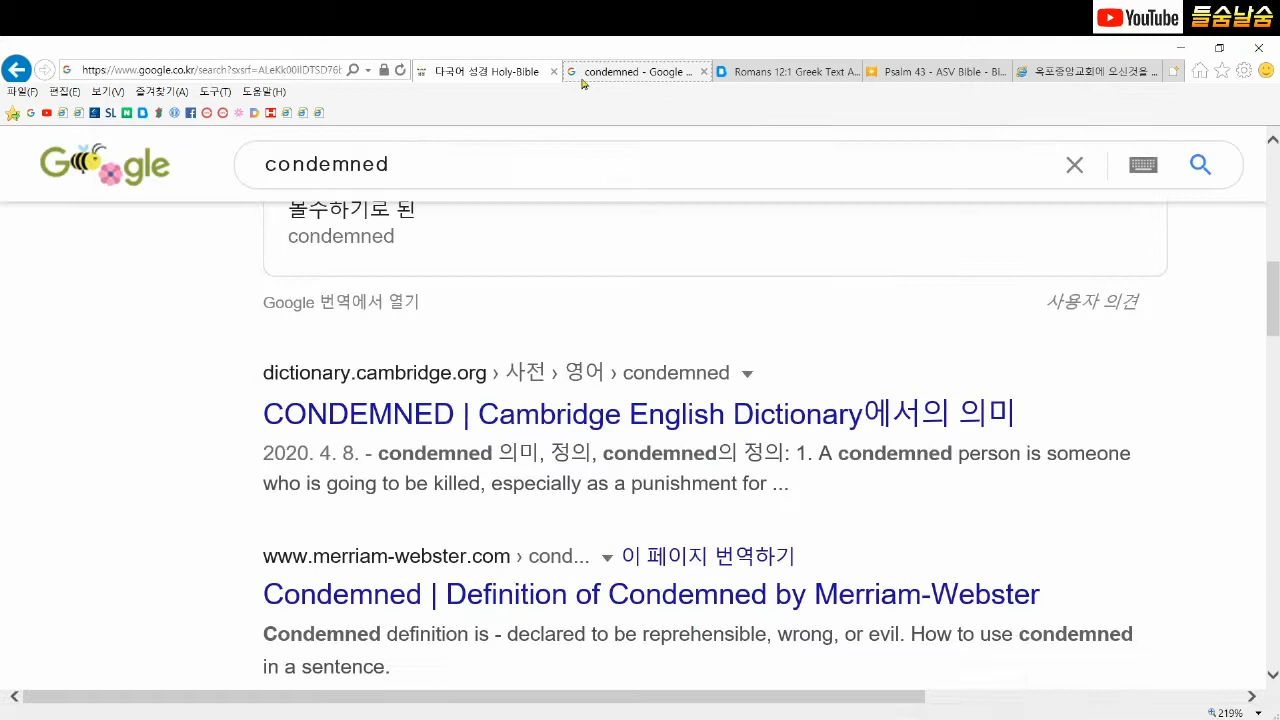 YouTube 들숨날숨
https://www.google.co.kr/search?sxsrf=ALeKk00IIDTSD76l
다국어 성경 Holy-Bible
condemned - Google ...
Romans 12:1 Greek Text A...
Psalm 43 - ASV Bible - Bi...
옥포중앙교회에 오신것을 ...
파일(F) 편집(E) 보기(V) 즐겨찾기(A) 도구(T) 도움말(H)
SL
Google
condemned
몰수하기로 된
condemned
Google 번역에서 열기
사용자 의견
dictionary.cambridge.org › 사전 › 영어 › condemned
CONDEMNED | Cambridge English Dictionary에서의 의미
2020. 4. 8. - condemned 의미, 정의, condemned의 정의: 1. A condemned person is someone
who is going to be killed, especially as a punishment for ...
www.merriam-webster.com › cond... 이 페이지 번역하기
Condemned | Definition of Condemned by Merriam-Webster
Condemned definition is - declared to be reprehensible, wrong, or evil. How to use condemned
in a sentence.
219%